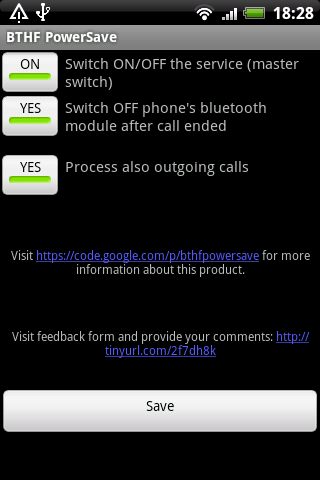 18:28
BTHF PowerSave
ON
Switch ON/OFF the service (master
switch)
YES
Switch OFF phone's bluetooth
module after call ended
YES
Process also outgoing calls
Visit https://code.google.com/p/bthfpowersave for more
information about this product.
Visit feedback form and provide your comments: http://
tinyurl.com/2f7dh8k
Save